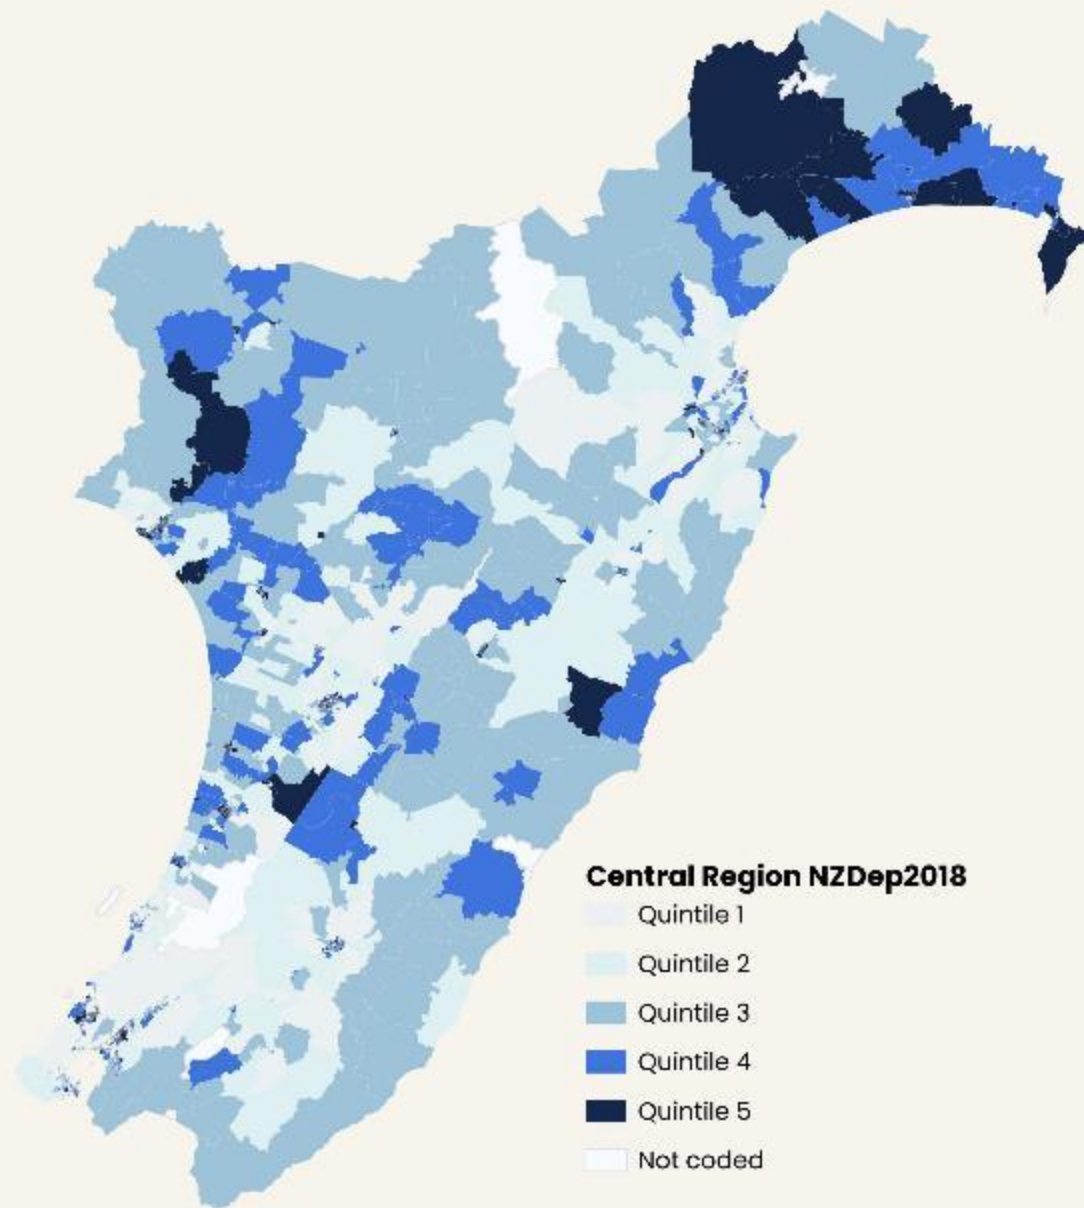 Central Region NZDep2018
Quintile 1
Quintile 2
Quintile 3
Quintile 4
Quintile 5
Not coded